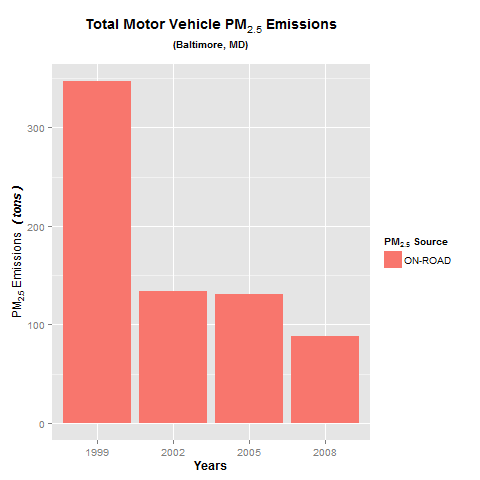 Total Motor Vehicle PM2.5 Emissions
(Baltimore, MD)
PM2.5 Emissions (tons)
300
200
100
0
1999 2002 2005 2008
Years
PM2.5 Source
ON-ROAD